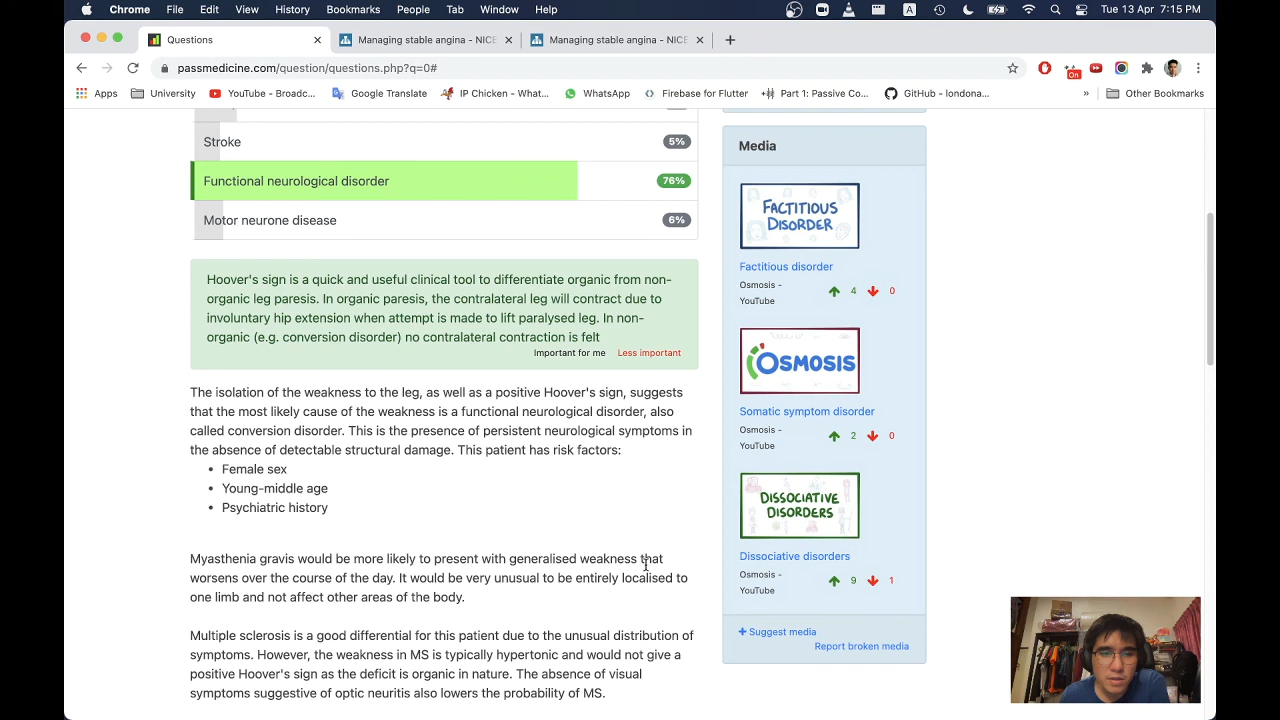 Chrome File Edit View History Bookmarks People Tab Window Help A Tue 13 Apr 7:15 PM
Questions × Managing stable angina - NICE × Managing stable angina - NICE × +
passmedicine.com/question/questions.php?q=0# On
Apps University YouTube - Broadc... Google Translate IP Chicken - What... WhatsApp Firebase for Flutter Part 1: Passive Co... GitHub - londona... » Other Bookmarks
Stroke 5%
Functional neurological disorder 76%
Motor neurone disease 6%
Hoover's sign is a quick and useful clinical tool to differentiate organic from non-
organic leg paresis. In organic paresis, the contralateral leg will contract due to
involuntary hip extension when attempt is made to lift paralysed leg. In non-
organic (e.g. conversion disorder) no contralateral contraction is felt
Important for me Less important
The isolation of the weakness to the leg, as well as a positive Hoover's sign, suggests
that the most likely cause of the weakness is a functional neurological disorder, also
called conversion disorder. This is the presence of persistent neurological symptoms in
the absence of detectable structural damage. This patient has risk factors:
• Female sex
• Young-middle age
• Psychiatric history
Myasthenia gravis would be more likely to present with generalised weakness that
worsens over the course of the day. It would be very unusual to be entirely localised to
one limb and not affect other areas of the body.
Multiple sclerosis is a good differential for this patient due to the unusual distribution of
symptoms. However, the weakness in MS is typically hypertonic and would not give a
positive Hoover's sign as the deficit is organic in nature. The absence of visual
symptoms suggestive of optic neuritis also lowers the probability of MS.
Media
FACTITIOUS
DISORDER
Factitious disorder
Osmosis -
YouTube
4 0
OSMOSIS
Somatic symptom disorder
Osmosis -
YouTube
2 0
DISSOCIATIVE
DISORDERS
Dissociative disorders
Osmosis -
YouTube
9 1
+ Suggest media
Report broken media